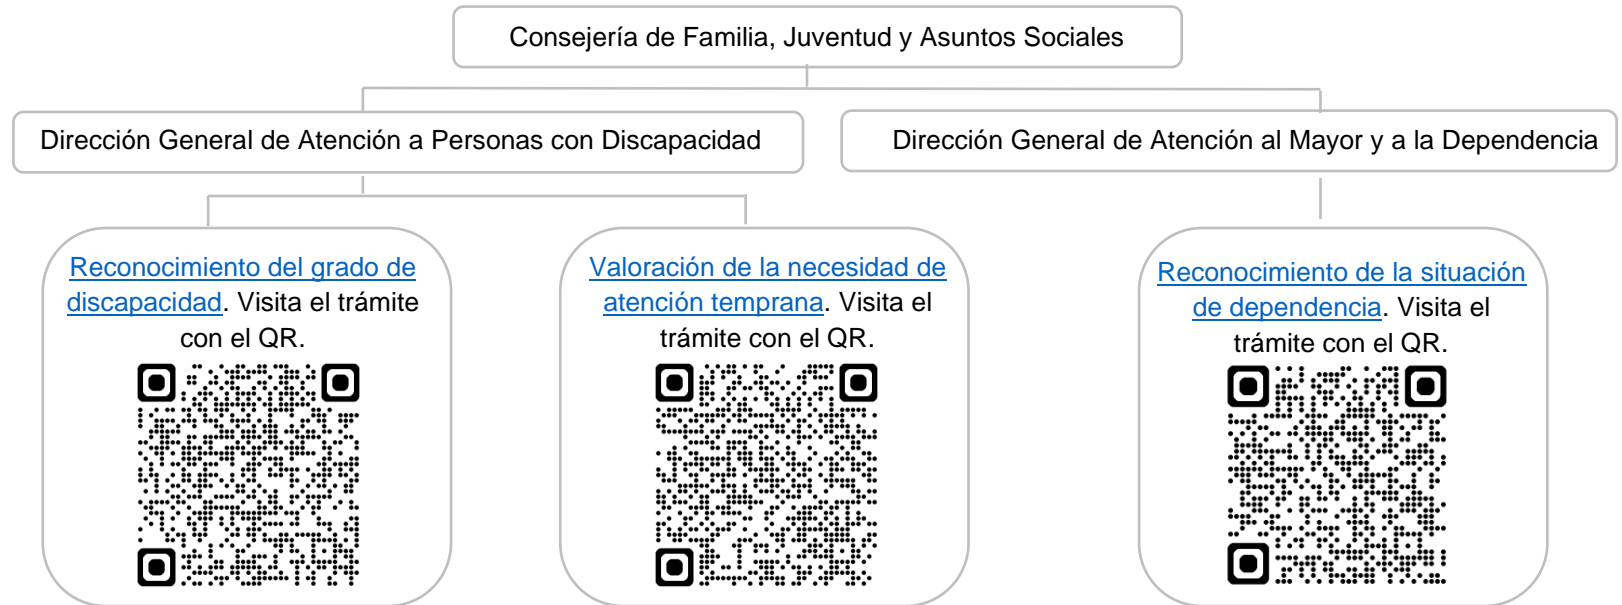 Consejería de Familia, Juventud y Asuntos Sociales
Dirección General de Atención a Personas con Discapacidad
Dirección General de Atención al Mayor y a la Dependencia
Reconocimiento del grado de
discapacidad. Visita el trámite
con el QR.
Valoración de la necesidad de
atención temprana. Visita el
trámite con el QR.
Reconocimiento de la situación
de dependencia. Visita el
trámite con el QR.